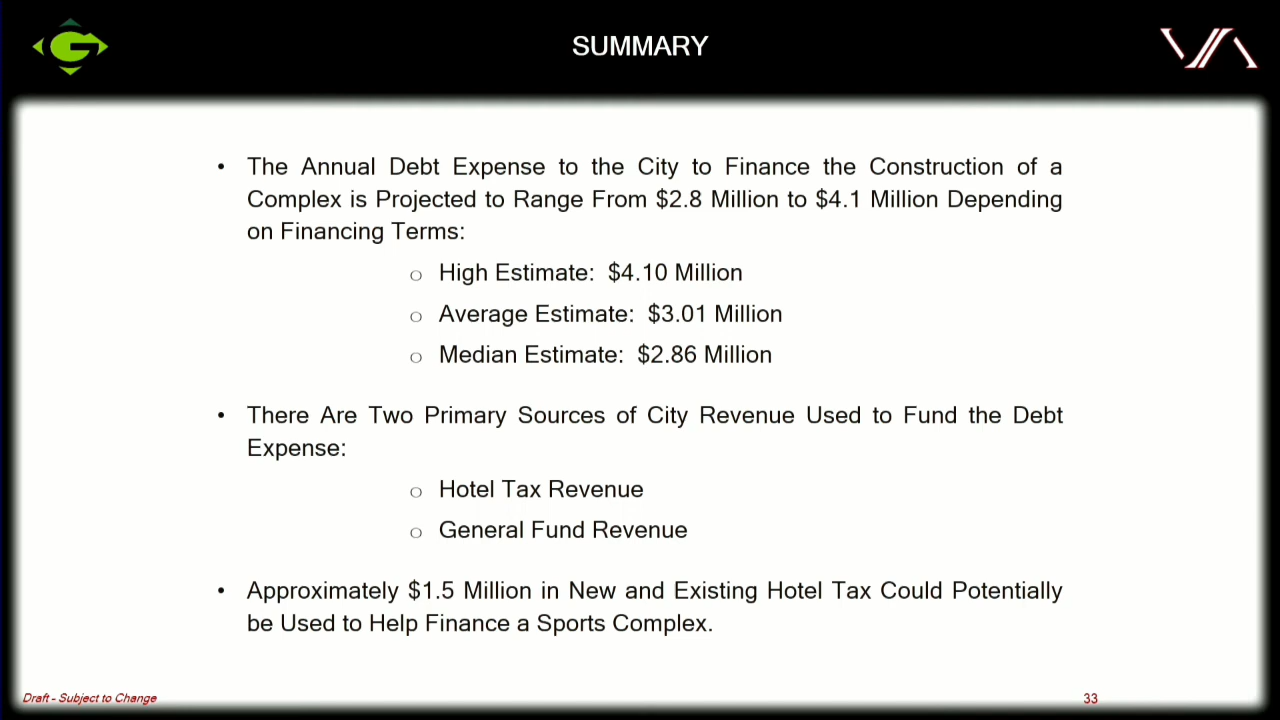 SUMMARY
• The Annual Debt Expense to the City to Finance the Construction of a
Complex is Projected to Range From $2.8 Million to $4.1 Million Depending
on Financing Terms:
o High Estimate: $4.10 Million
o Average Estimate: $3.01 Million
o Median Estimate: $2.86 Million
• There Are Two Primary Sources of City Revenue Used to Fund the Debt
Expense:
o Hotel Tax Revenue
o General Fund Revenue
• Approximately $1.5 Million in New and Existing Hotel Tax Could Potentially
be Used to Help Finance a Sports Complex.
Draft - Subject to Change
33